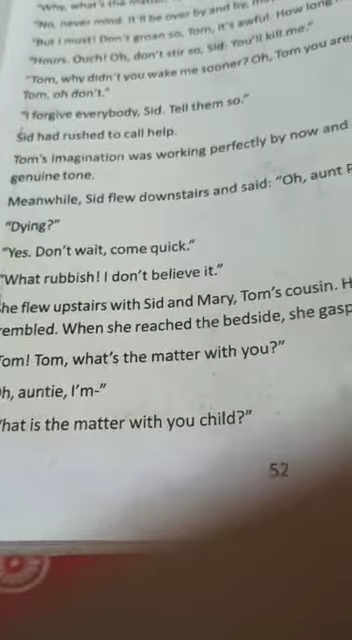 "Why, what's the matter
"No, never mind. It'll be over by and by,
"But I must! Don't groan so, Tom, it's awful. How long
"Hours. Ouch! Oh, don't stir so, Sid. You'll kill me."
"Tom, why didn't you wake me sooner? Oh, Tom you are
Tom, oh don't."
"I forgive everybody, Sid. Tell them so."
Sid had rushed to call help.
Tom's imagination was working perfectly by now and
genuine tone.
Meanwhile, Sid flew downstairs and said: "Oh, aunt P
"Dying?"
"Yes. Don't wait, come quick."
"What rubbish! I don't believe it."
he flew upstairs with Sid and Mary, Tom's cousin. H
rembled. When she reached the bedside, she gasp
Tom! Tom, what's the matter with you?"
h, auntie, I'm-"
hat is the matter with you child?"
52